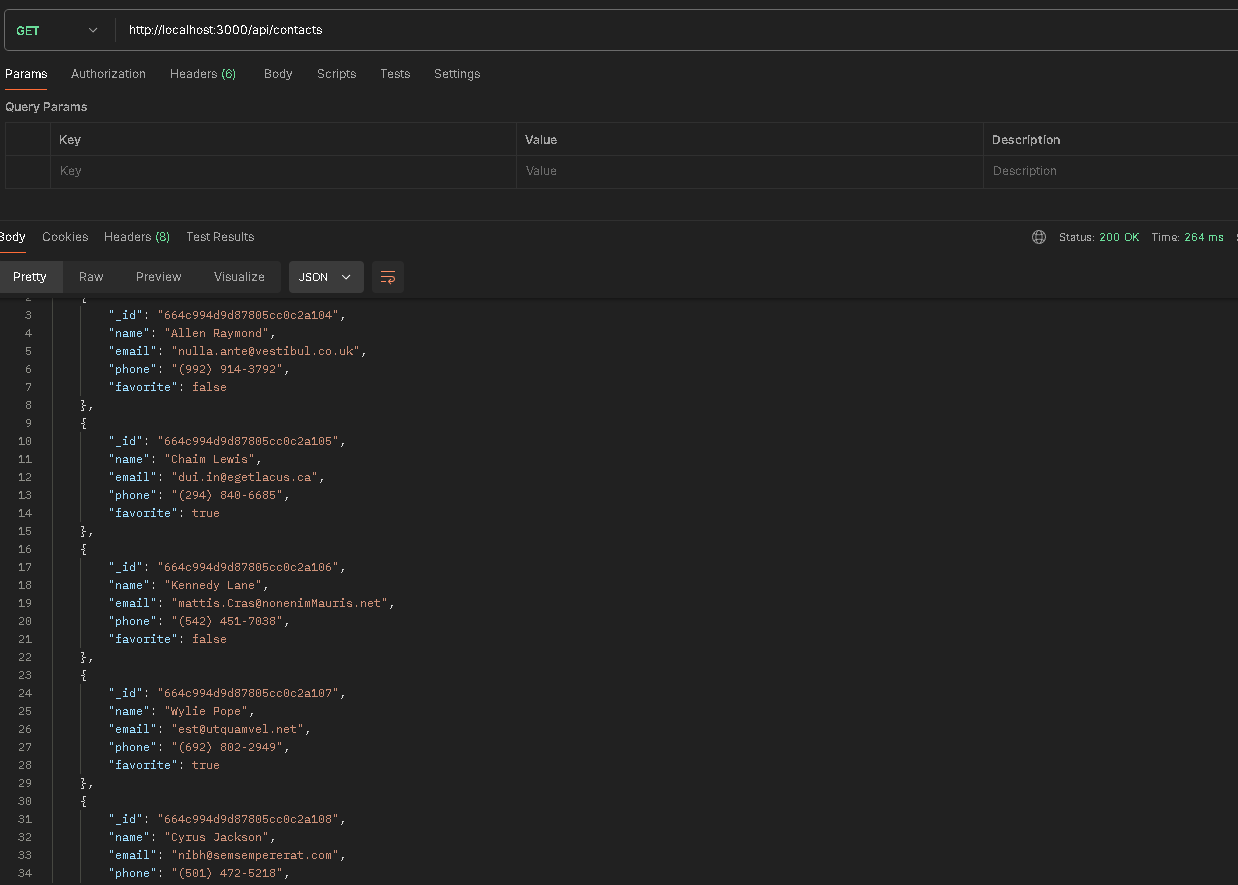 GET http://localhost:3000/api/contacts
Params Authorization Headers (6) Body Scripts Tests Settings
Query Params
Key Value Description
Key Value Description
Body Cookies Headers (8) Test Results Status: 200 OK Time: 264 ms
Pretty Raw Preview Visualize JSON
2 {
3 "_id": "664c994d9d87805cc0c2a104",
4 "name": "Allen Raymond",
5 "email": "nulla.ante@vestibul.co.uk",
6 "phone": "(992) 914-3792",
7 "favorite": false
8 },
9 {
10 "_id": "664c994d9d87805cc0c2a105",
11 "name": "Chaim Lewis",
12 "email": "dui.in@egetlacus.ca",
13 "phone": "(294) 840-6685",
14 "favorite": true
15 },
16 {
17 "_id": "664c994d9d87805cc0c2a106",
18 "name": "Kennedy Lane",
19 "email": "mattis.Cras@nonenimMauris.net",
20 "phone": "(542) 451-7038",
21 "favorite": false
22 },
23 {
24 "_id": "664c994d9d87805cc0c2a107",
25 "name": "Wylie Pope",
26 "email": "est@utquamvel.net",
27 "phone": "(692) 802-2949",
28 "favorite": true
29 },
30 {
31 "_id": "664c994d9d87805cc0c2a108",
32 "name": "Cyrus Jackson",
33 "email": "nibh@semsempererat.com",
34 "phone": "(501) 472-5218",